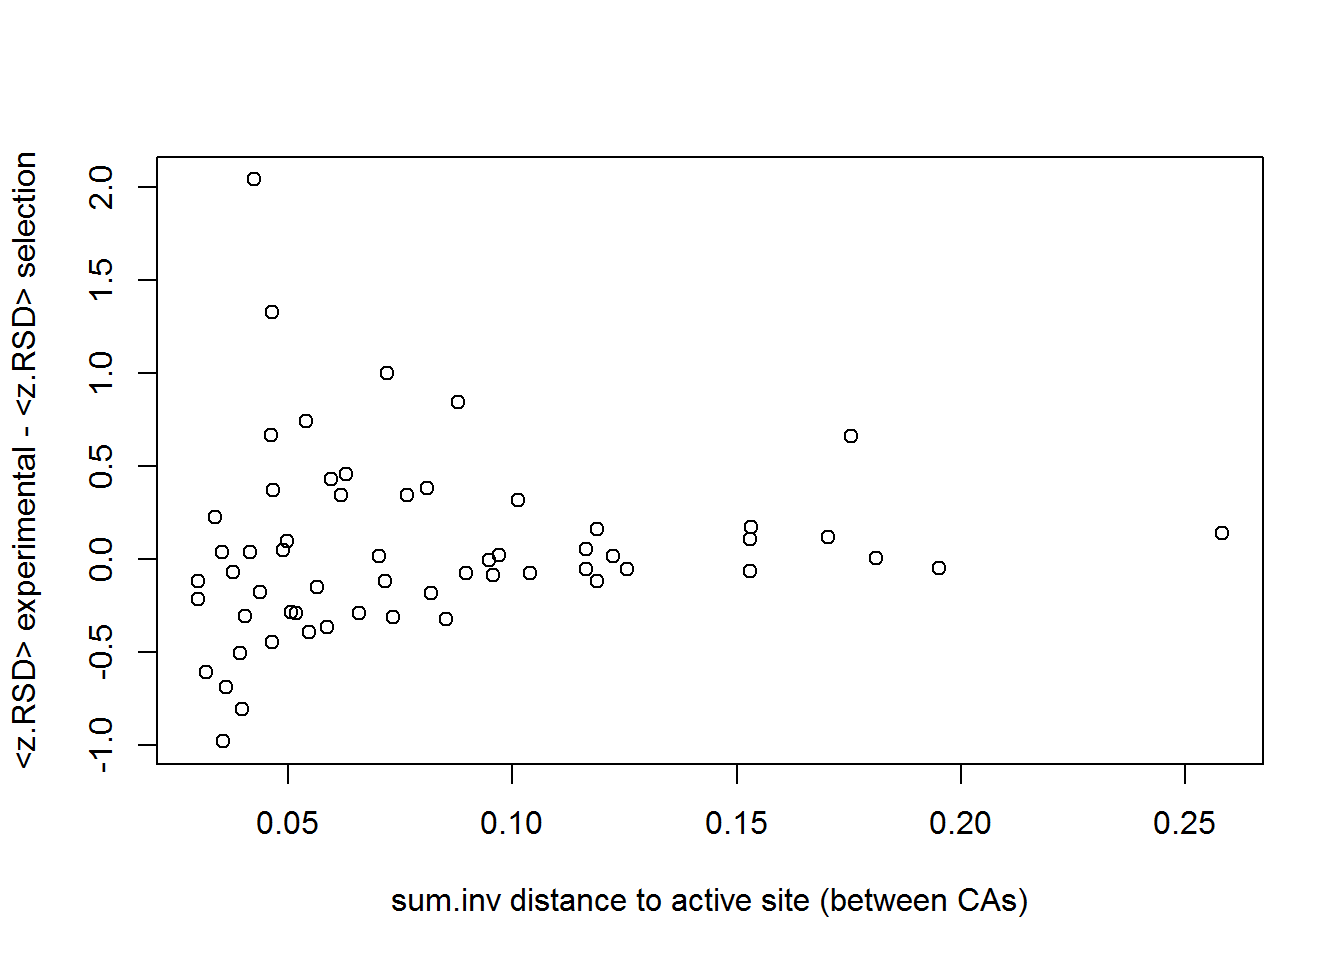 <z.RSD> experimental - <z.RSD> selection
2.0
1.5
1.0
0.5
0.0
-0.5
-1.0
0.05 0.10 0.15 0.20 0.25
sum.inv distance to active site (between CAs)